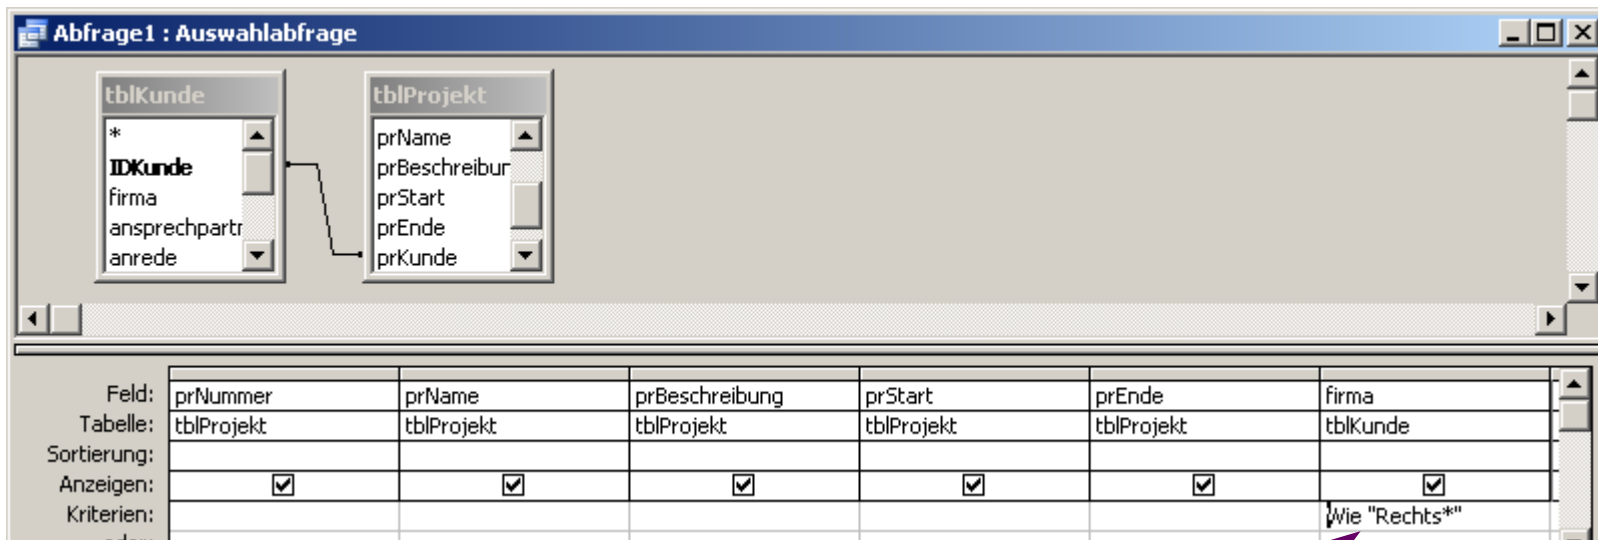 Abfrage1 : Auswahlabfrage
tblKunde
*
IDKunde
firma
ansprechpartr
anrede
tblProjekt
prName
prBeschreibur
prStart
prEnde
prKunde
Feld: prNummer prName prBeschreibung prStart prEnde firma
Tabelle: tblProjekt tblProjekt tblProjekt tblProjekt tblProjekt tblKunde
Sortierung:
Anzeigen:
Kriterien: Wie "Rechts*"